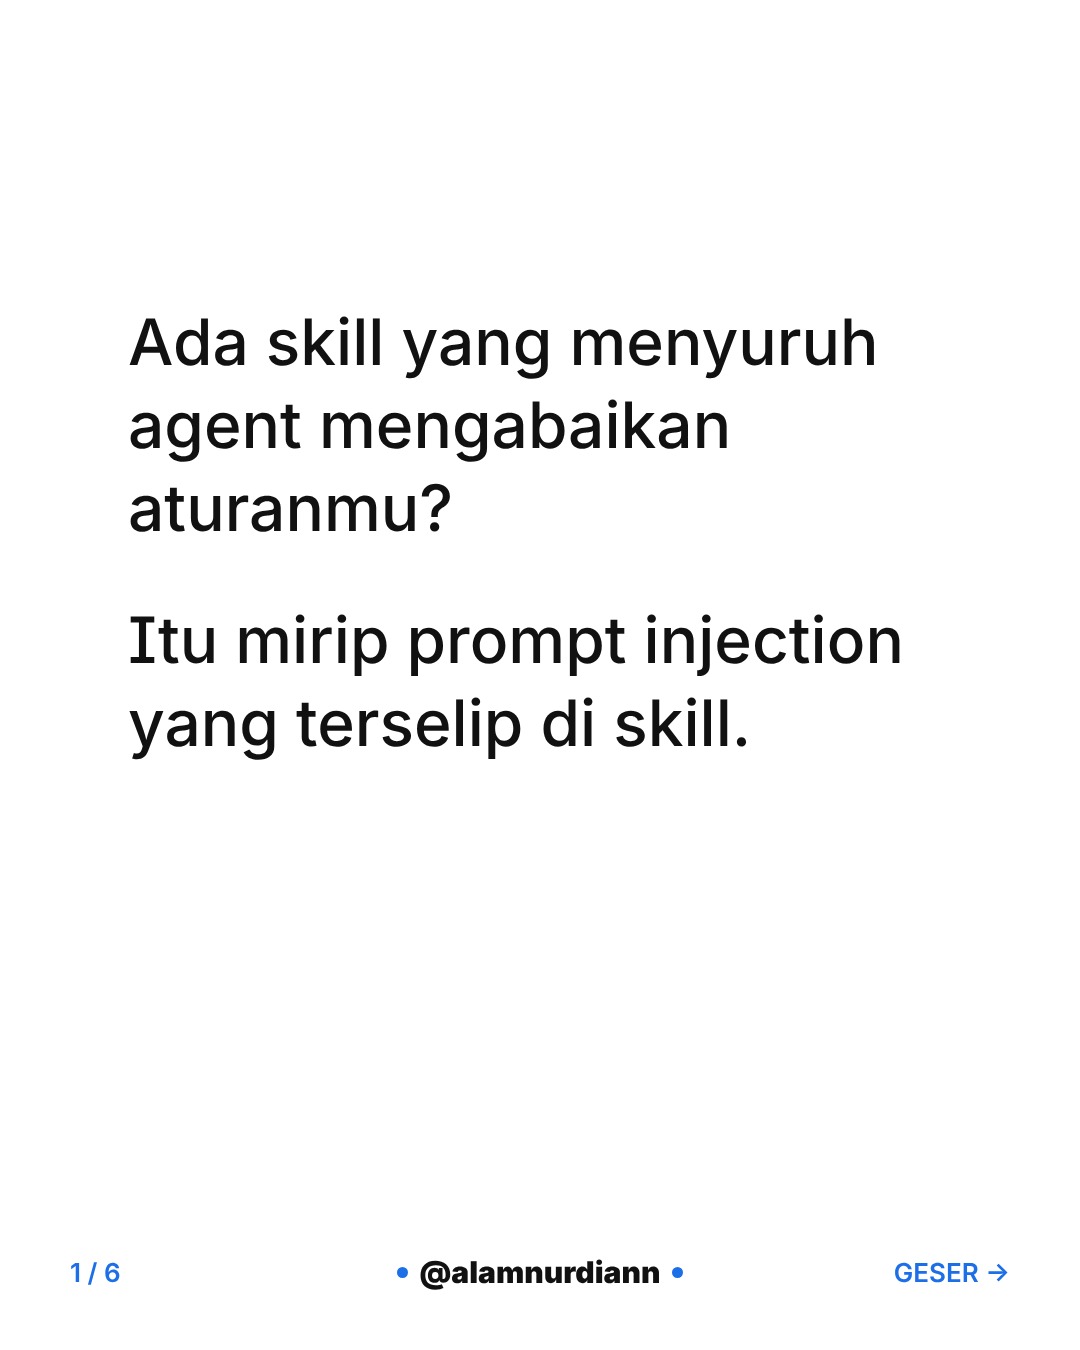 Ada skill yang menyuruh
agent mengabaikan
aturanmu?
Itu mirip prompt injection
yang terselip di skill.
1 / 6
• @alamnurdiann •
GESER →